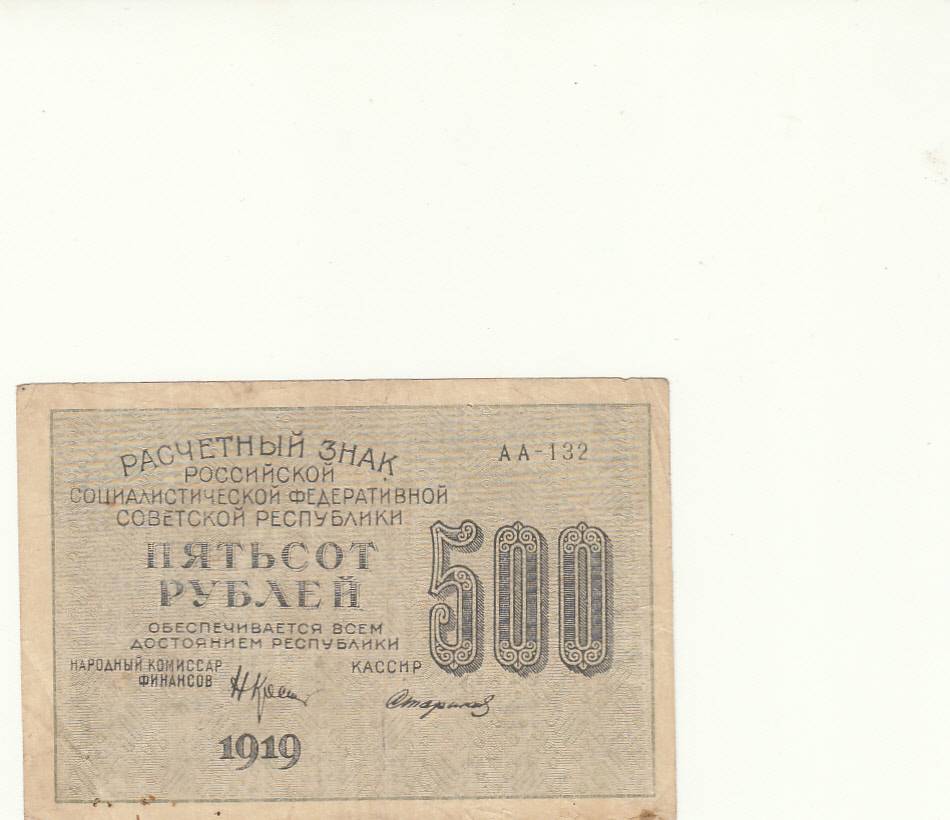 РАСЧЕТНЫЙ ЗНАК
АА-132
РОССИЙСКОЙ
СОЦИАЛИСТИЧЕСКОЙ ФЕДЕРАТИВНОЙ
СОВЕТСКОЙ РЕСПУБЛИКИ
ПЯТЬСОТ
РУБЛЕЙ
500
ОБЕСПЕЧИВАЕТСЯ ВСЕМ
ДОСТОЯНИЕМ РЕСПУБЛИКИ
НАРОДНЫЙ КОМИССАР
ФИНАНСОВ
КАССИР
1919